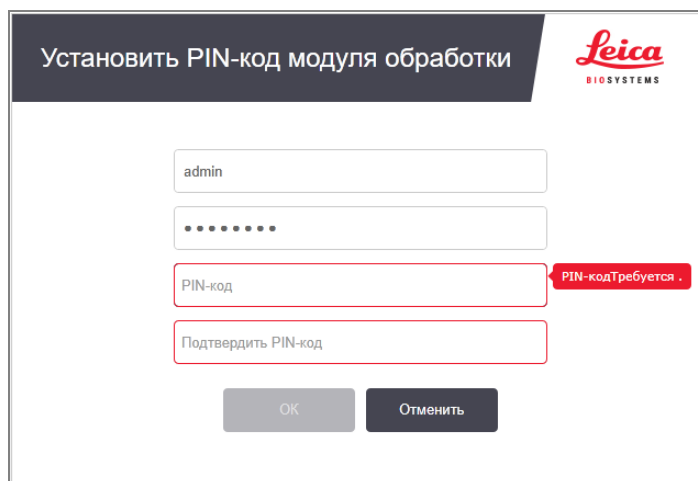 Установить PIN-код модуля обработки
Leica
BIOSYSTEMS
admin
••••••••
PIN-код
PIN-кодТребуется .
Подтвердить PIN-код
OK
Отменить